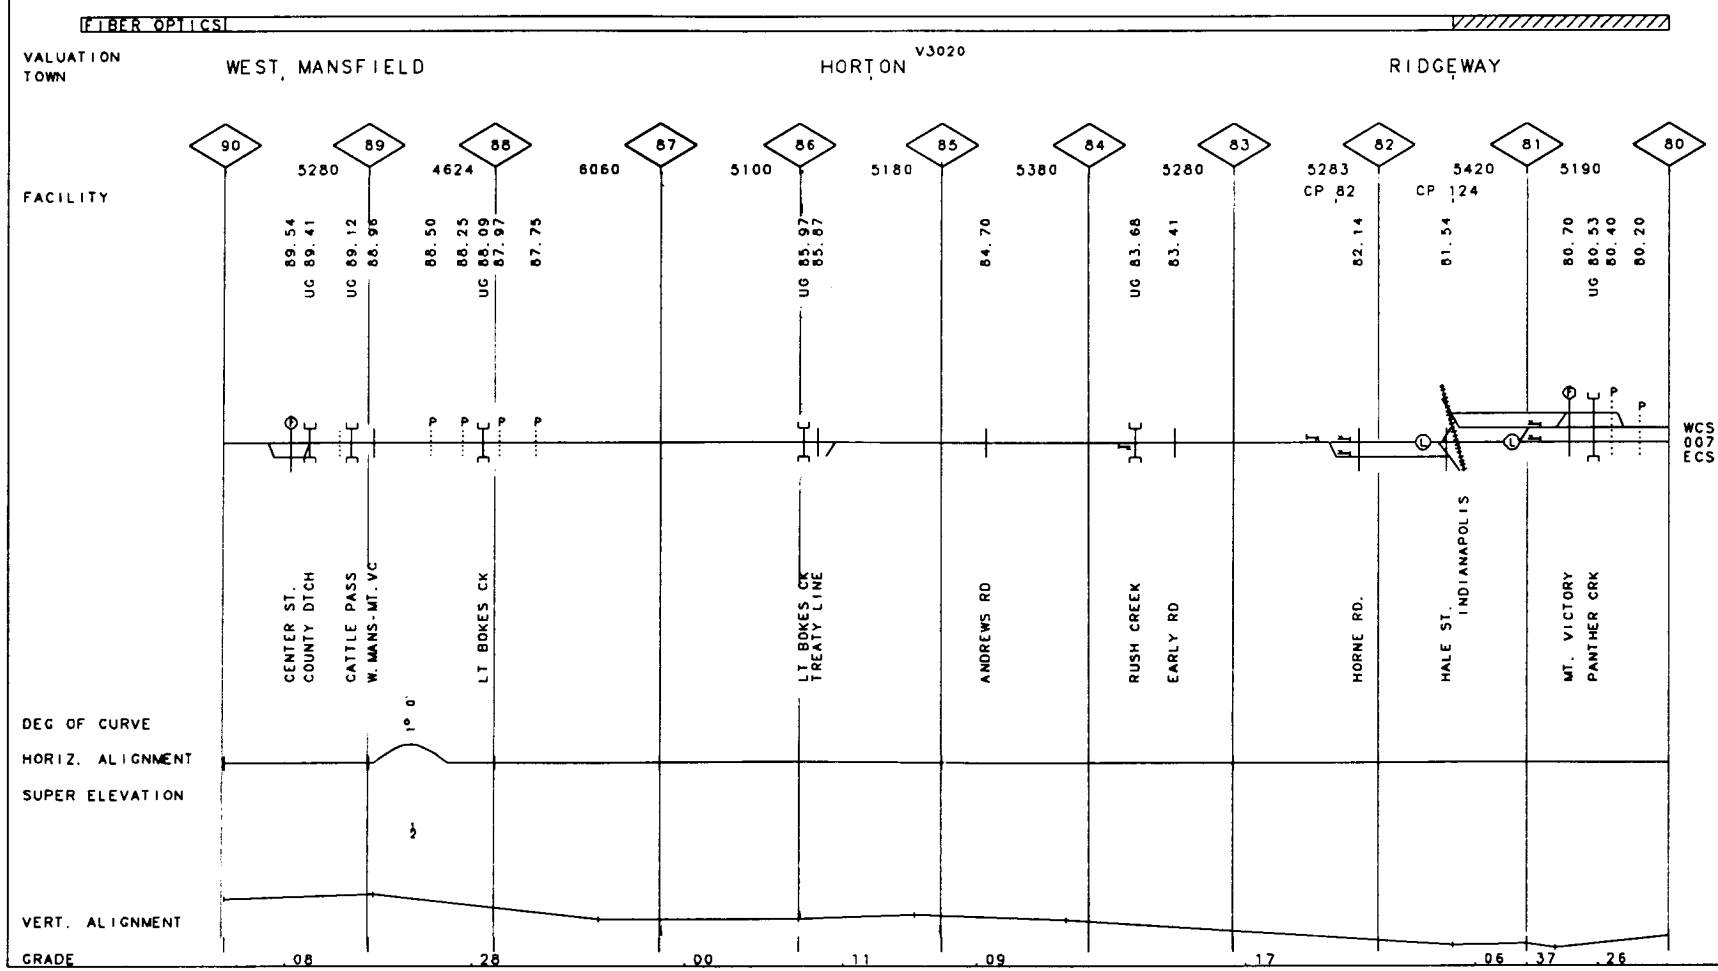 FIBER OPTICS
VALUATION V3020
TOWN WEST MANSFIELD HORTON RIDGEWAY
90 89 88 87 86 85 84 83 82 81 80
5280 4624 6060 5100 5180 5380 5280 5283 5420 5190
CP 82 CP 124
FACILITY
89.54
UG 89.41
UG 89.12
88.96
88.50
88.25
UG 88.09
87.97
87.75
UG 85.97
85.87
84.70
UG 83.68
83.41
82.14
81.54
80.70
UG 80.53
80.40
80.20
F P P P P F P P
L L
WCS
007
ECS
CENTER ST.
COUNTY DTCH
CATTLE PASS
W. MANS-MT. VC
LT BOKES CK
LT BOKES CK
TREATY LINE
ANDREWS RD
RUSH CREEK
EARLY RD
HORNE RD.
HALE ST.
INDIANAPOLIS
MT. VICTORY
PANTHER CRK
DEG OF CURVE 1° 0'
HORIZ. ALIGNMENT
SUPER ELEVATION
1/2
VERT. ALIGNMENT
GRADE .08 .28 .00 .11 .09 .17 .06 .37 .26